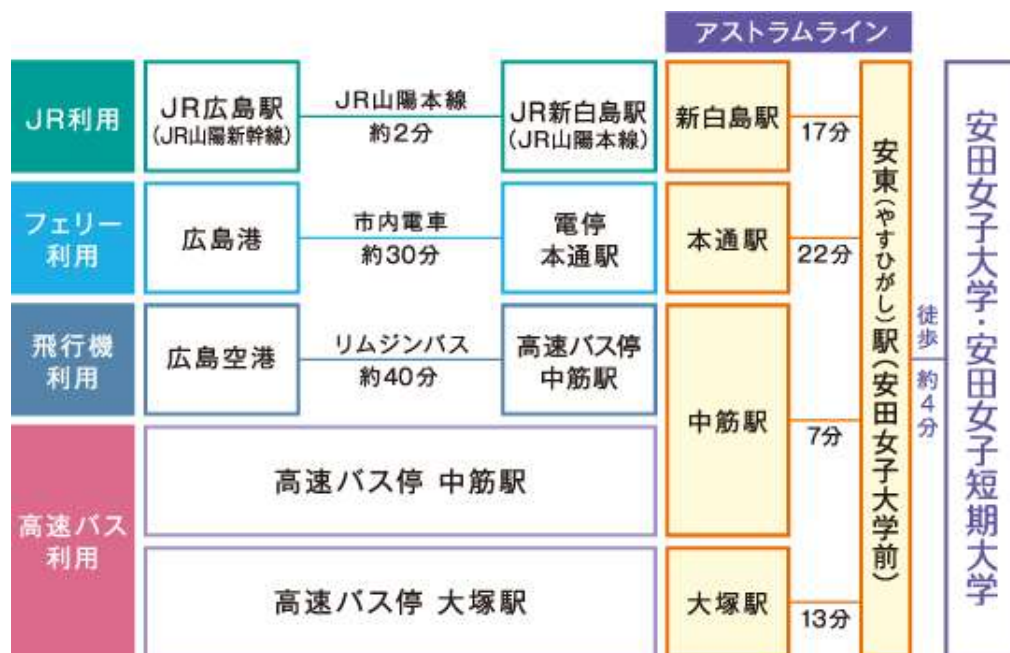 アストラムライン
JR利用
JR広島駅
(JR山陽新幹線)
JR山陽本線
約2分
JR新白島駅
(JR山陽本線)
新白島駅
17分
フェリー
利用
広島港
市内電車
約30分
電停
本通駅
本通駅
22分
飛行機
利用
広島空港
リムジンバス
約40分
高速バス停
中筋駅
中筋駅
7分
高速バス
利用
高速バス停 中筋駅
高速バス停 大塚駅
大塚駅
13分
安東(やすひがし)駅(安田女子大学前)
徒歩
約4分
安田女子大学・安田女子短期大学